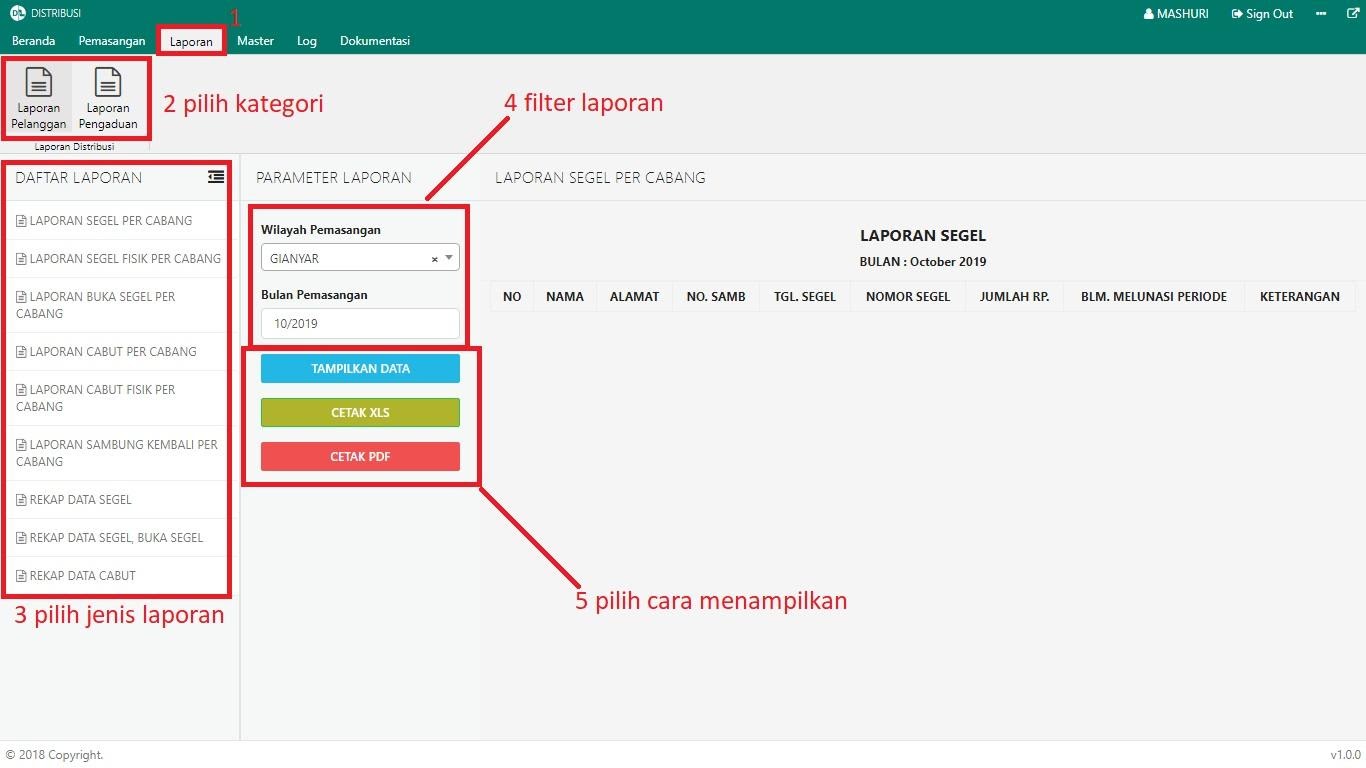 DL DISTRIBUSI
MASHURI Sign Out
1
Beranda Pemasangan Laporan Master Log Dokumentasi
Laporan
Pelanggan
Laporan
Pengaduan
Laporan Distribusi
2 pilih kategori
4 filter laporan
DAFTAR LAPORAN
LAPORAN SEGEL PER CABANG
LAPORAN SEGEL FISIK PER CABANG
LAPORAN BUKA SEGEL PER
CABANG
LAPORAN CABUT PER CABANG
LAPORAN CABUT FISIK PER
CABANG
LAPORAN SAMBUNG KEMBALI PER
CABANG
REKAP DATA SEGEL
REKAP DATA SEGEL, BUKA SEGEL
REKAP DATA CABUT
3 pilih jenis laporan
PARAMETER LAPORAN
Wilayah Pemasangan
GIANYAR ×
Bulan Pemasangan
10/2019
TAMPILKAN DATA
CETAK XLS
CETAK PDF
5 pilih cara menampilkan
LAPORAN SEGEL PER CABANG
LAPORAN SEGEL
BULAN : October 2019
NO NAMA ALAMAT NO. SAMB TGL. SEGEL NOMOR SEGEL JUMLAH RP. BLM. MELUNASI PERIODE KETERANGAN
© 2018 Copyright.
v1.0.0